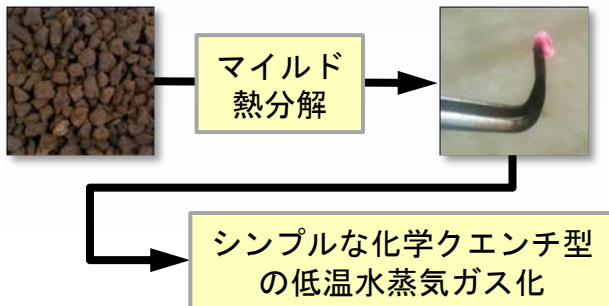 マイルド
熱分解
シンプルな化学クエンチ型
の低温水蒸気ガス化